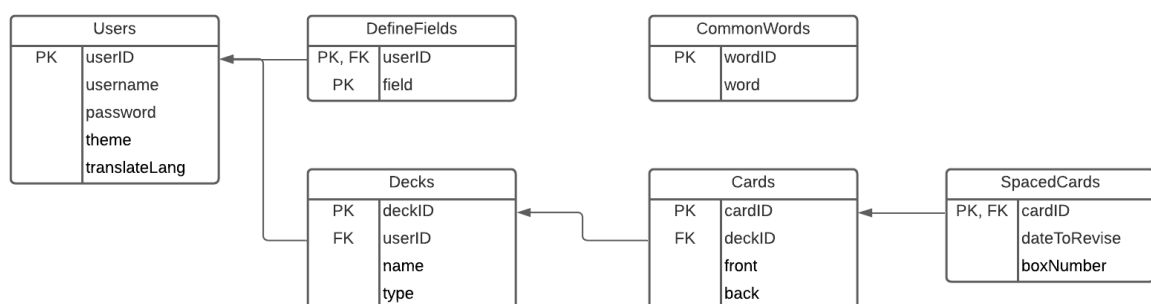 Users
PK userID
username
password
theme
translateLang
DefineFields
PK, FK userID
PK field
CommonWords
PK wordID
word
Decks
PK deckID
FK userID
name
type
Cards
PK cardID
FK deckID
front
back
SpacedCards
PK, FK cardID
dateToRevise
boxNumber